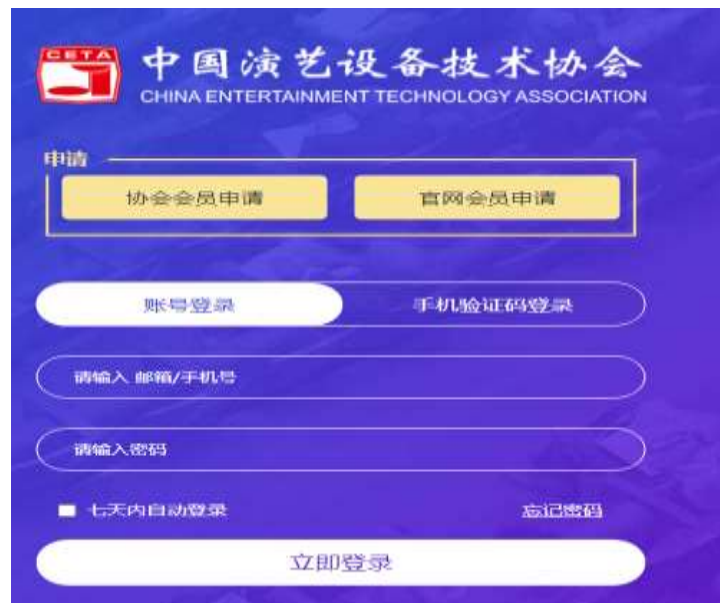 CETA
中国演艺设备技术协会
CHINA ENTERTAINMENT TECHNOLOGY ASSOCIATION
申请
协会会员申请 官网会员申请
账号登录 手机验证码登录
请输入 邮箱/手机号
请输入密码
七天内自动登录 忘记密码
立即登录